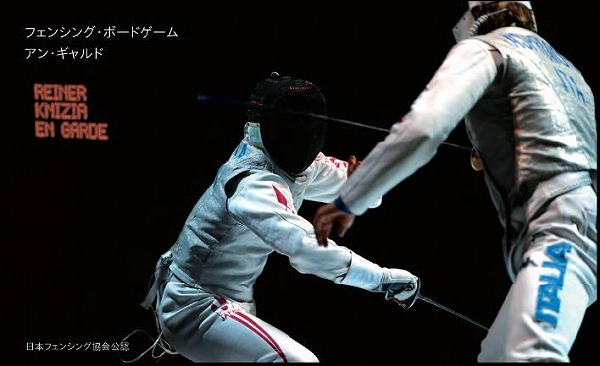 フェンシング・ボードゲーム
アン・ギャルド
REINER
KNIZIA
EN GARDE
ITALIA
日本フェンシング協会公認